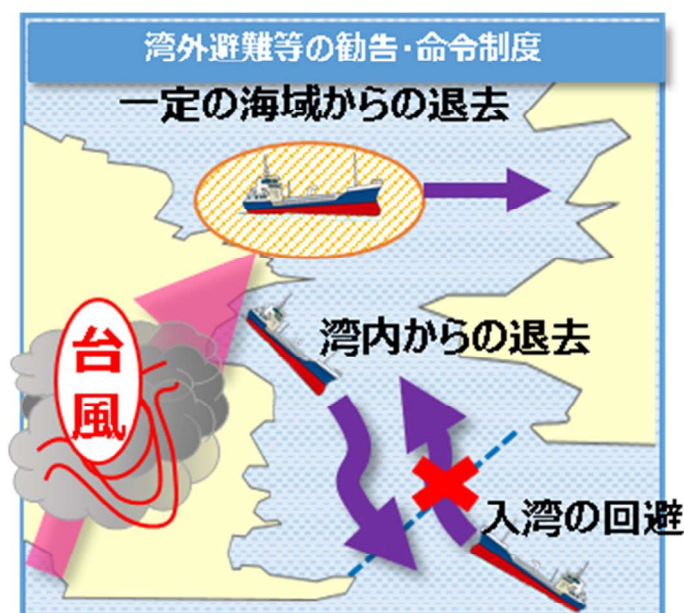 湾外避難等の勧告・命令制度
一定の海域からの退去
湾内からの退去
台風
入湾の回避